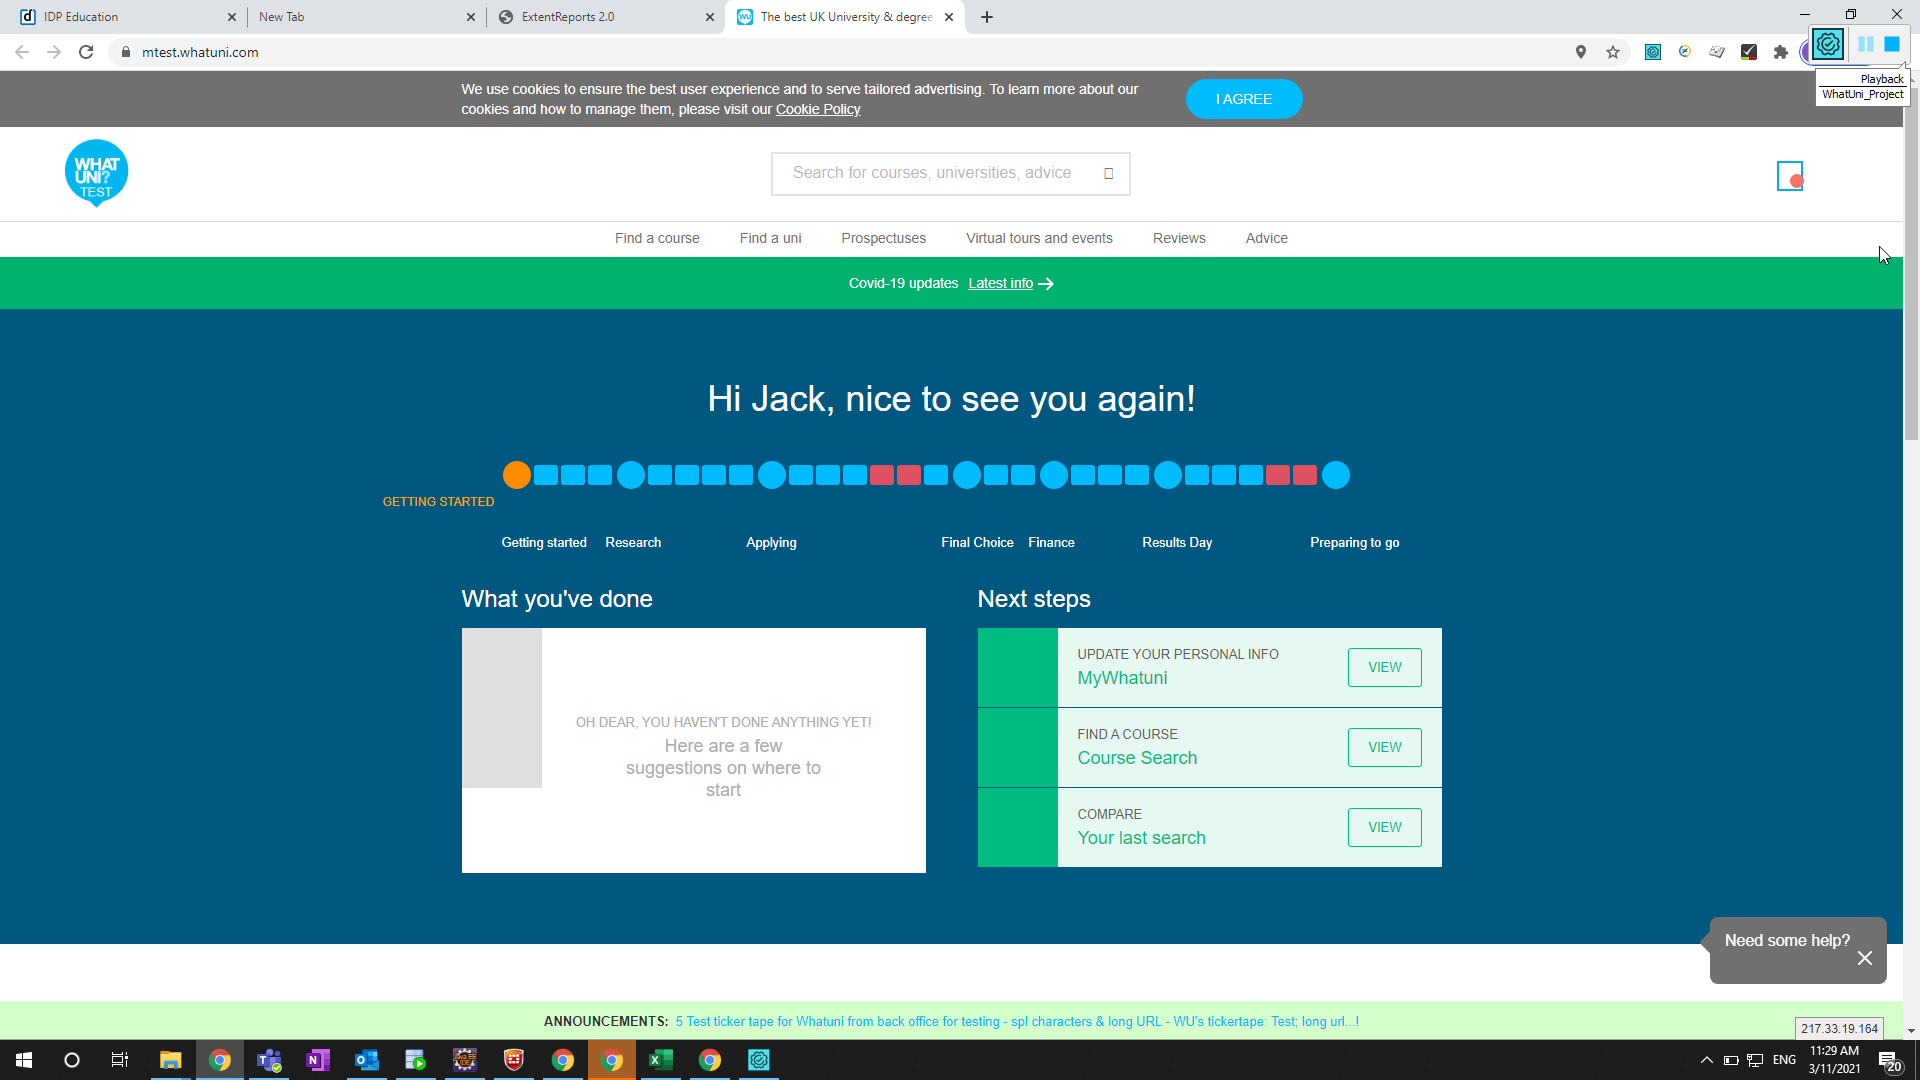 IDP Education
New Tab
ExtentReports 2.0
The best UK University & degree
mtest.whatuni.com
Playback
WhatUni_Project
We use cookies to ensure the best user experience and to serve tailored advertising. To learn more about our
cookies and how to manage them, please visit our Cookie Policy
I AGREE
WHAT
UNI?
TEST
Search for courses, universities, advice
Find a course
Find a uni
Prospectuses
Virtual tours and events
Reviews
Advice
Covid-19 updates Latest info
Hi Jack, nice to see you again!
GETTING STARTED
Getting started
Research
Applying
Final Choice
Finance
Results Day
Preparing to go
What you've done
OH DEAR, YOU HAVEN'T DONE ANYTHING YET!
Here are a few
suggestions on where to
start
Next steps
UPDATE YOUR PERSONAL INFO
MyWhatuni
VIEW
FIND A COURSE
Course Search
VIEW
COMPARE
Your last search
VIEW
Need some help?
ANNOUNCEMENTS: 5 Test ticker tape for Whatuni from back office for testing - spl characters & long URL - WU's tickertape: Test; long url...!
217.33.19.164
ENG
11:29 AM
3/11/2021
20